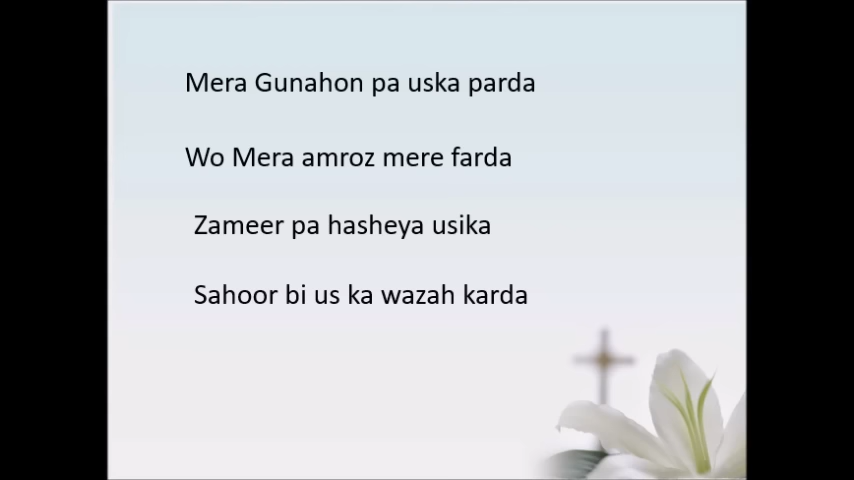 Mera Gunahon pa uska parda
Wo Mera amroz mere farda
Zameer pa hasheya usika
Sahoor bi us ka wazah karda